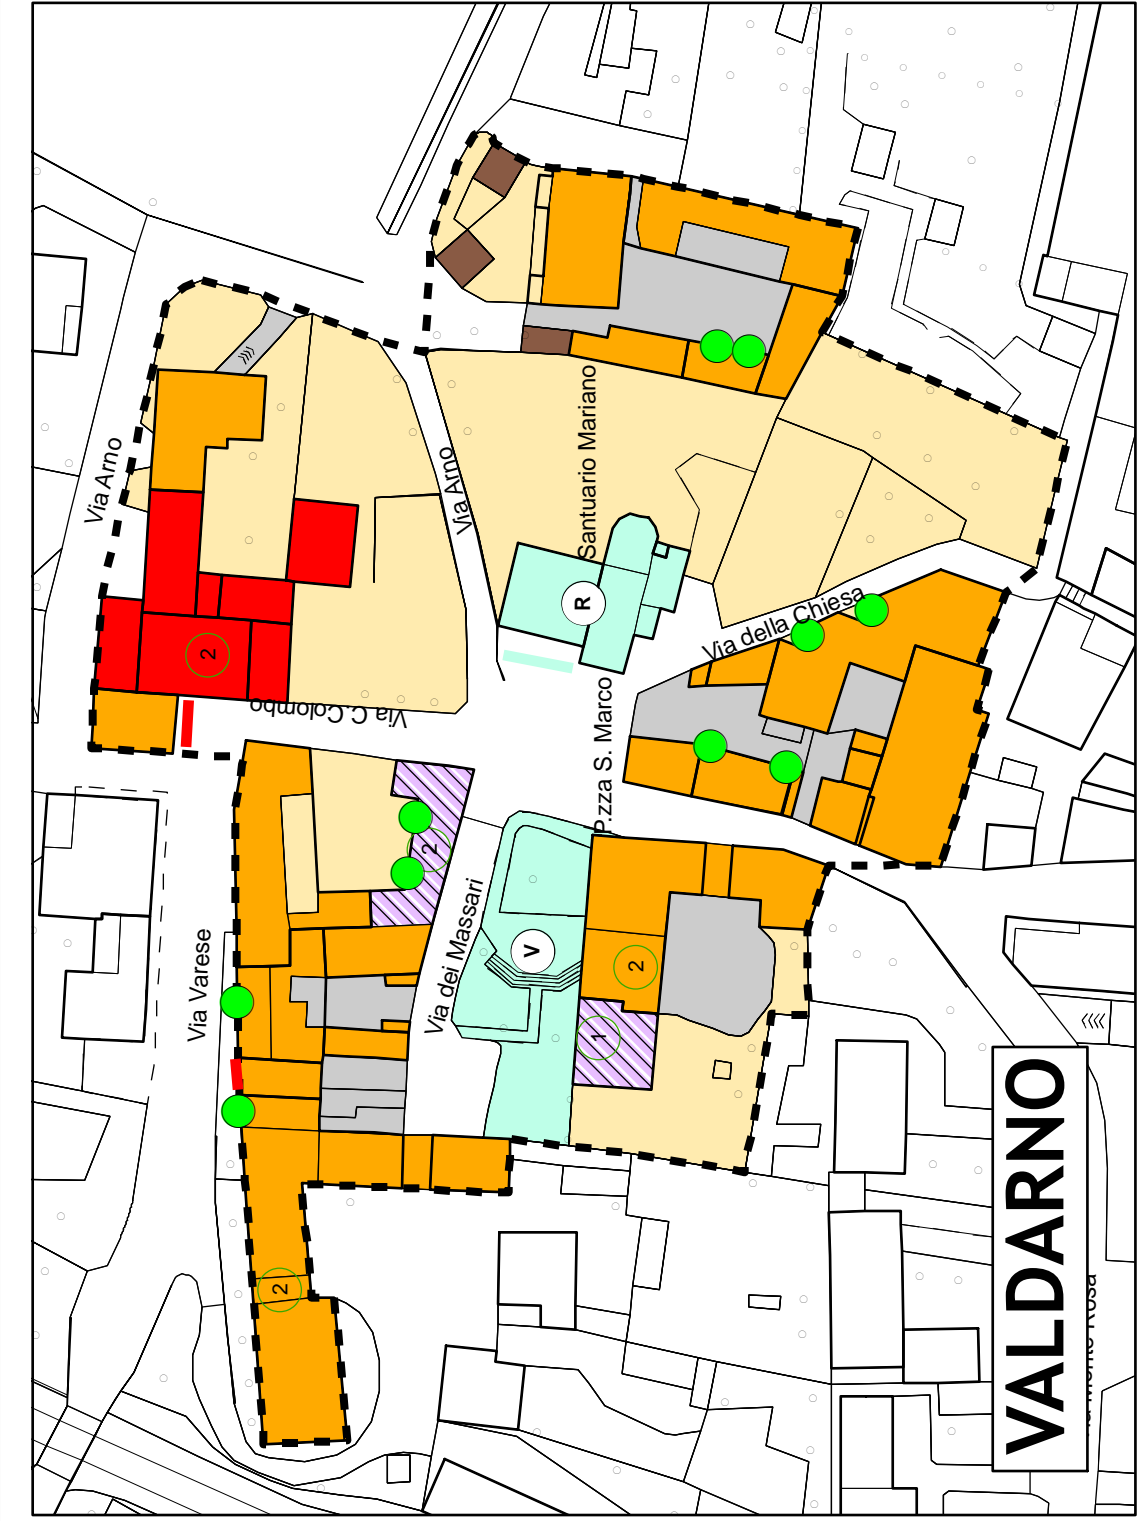 Via Arno
Via Arno
Santuario Mariano
R
Via della Chiesa
2
Via C.Colombo
P.zza S. Marco
2
Via dei Massari
V
2
1
Via Varese
2
VALDARNO